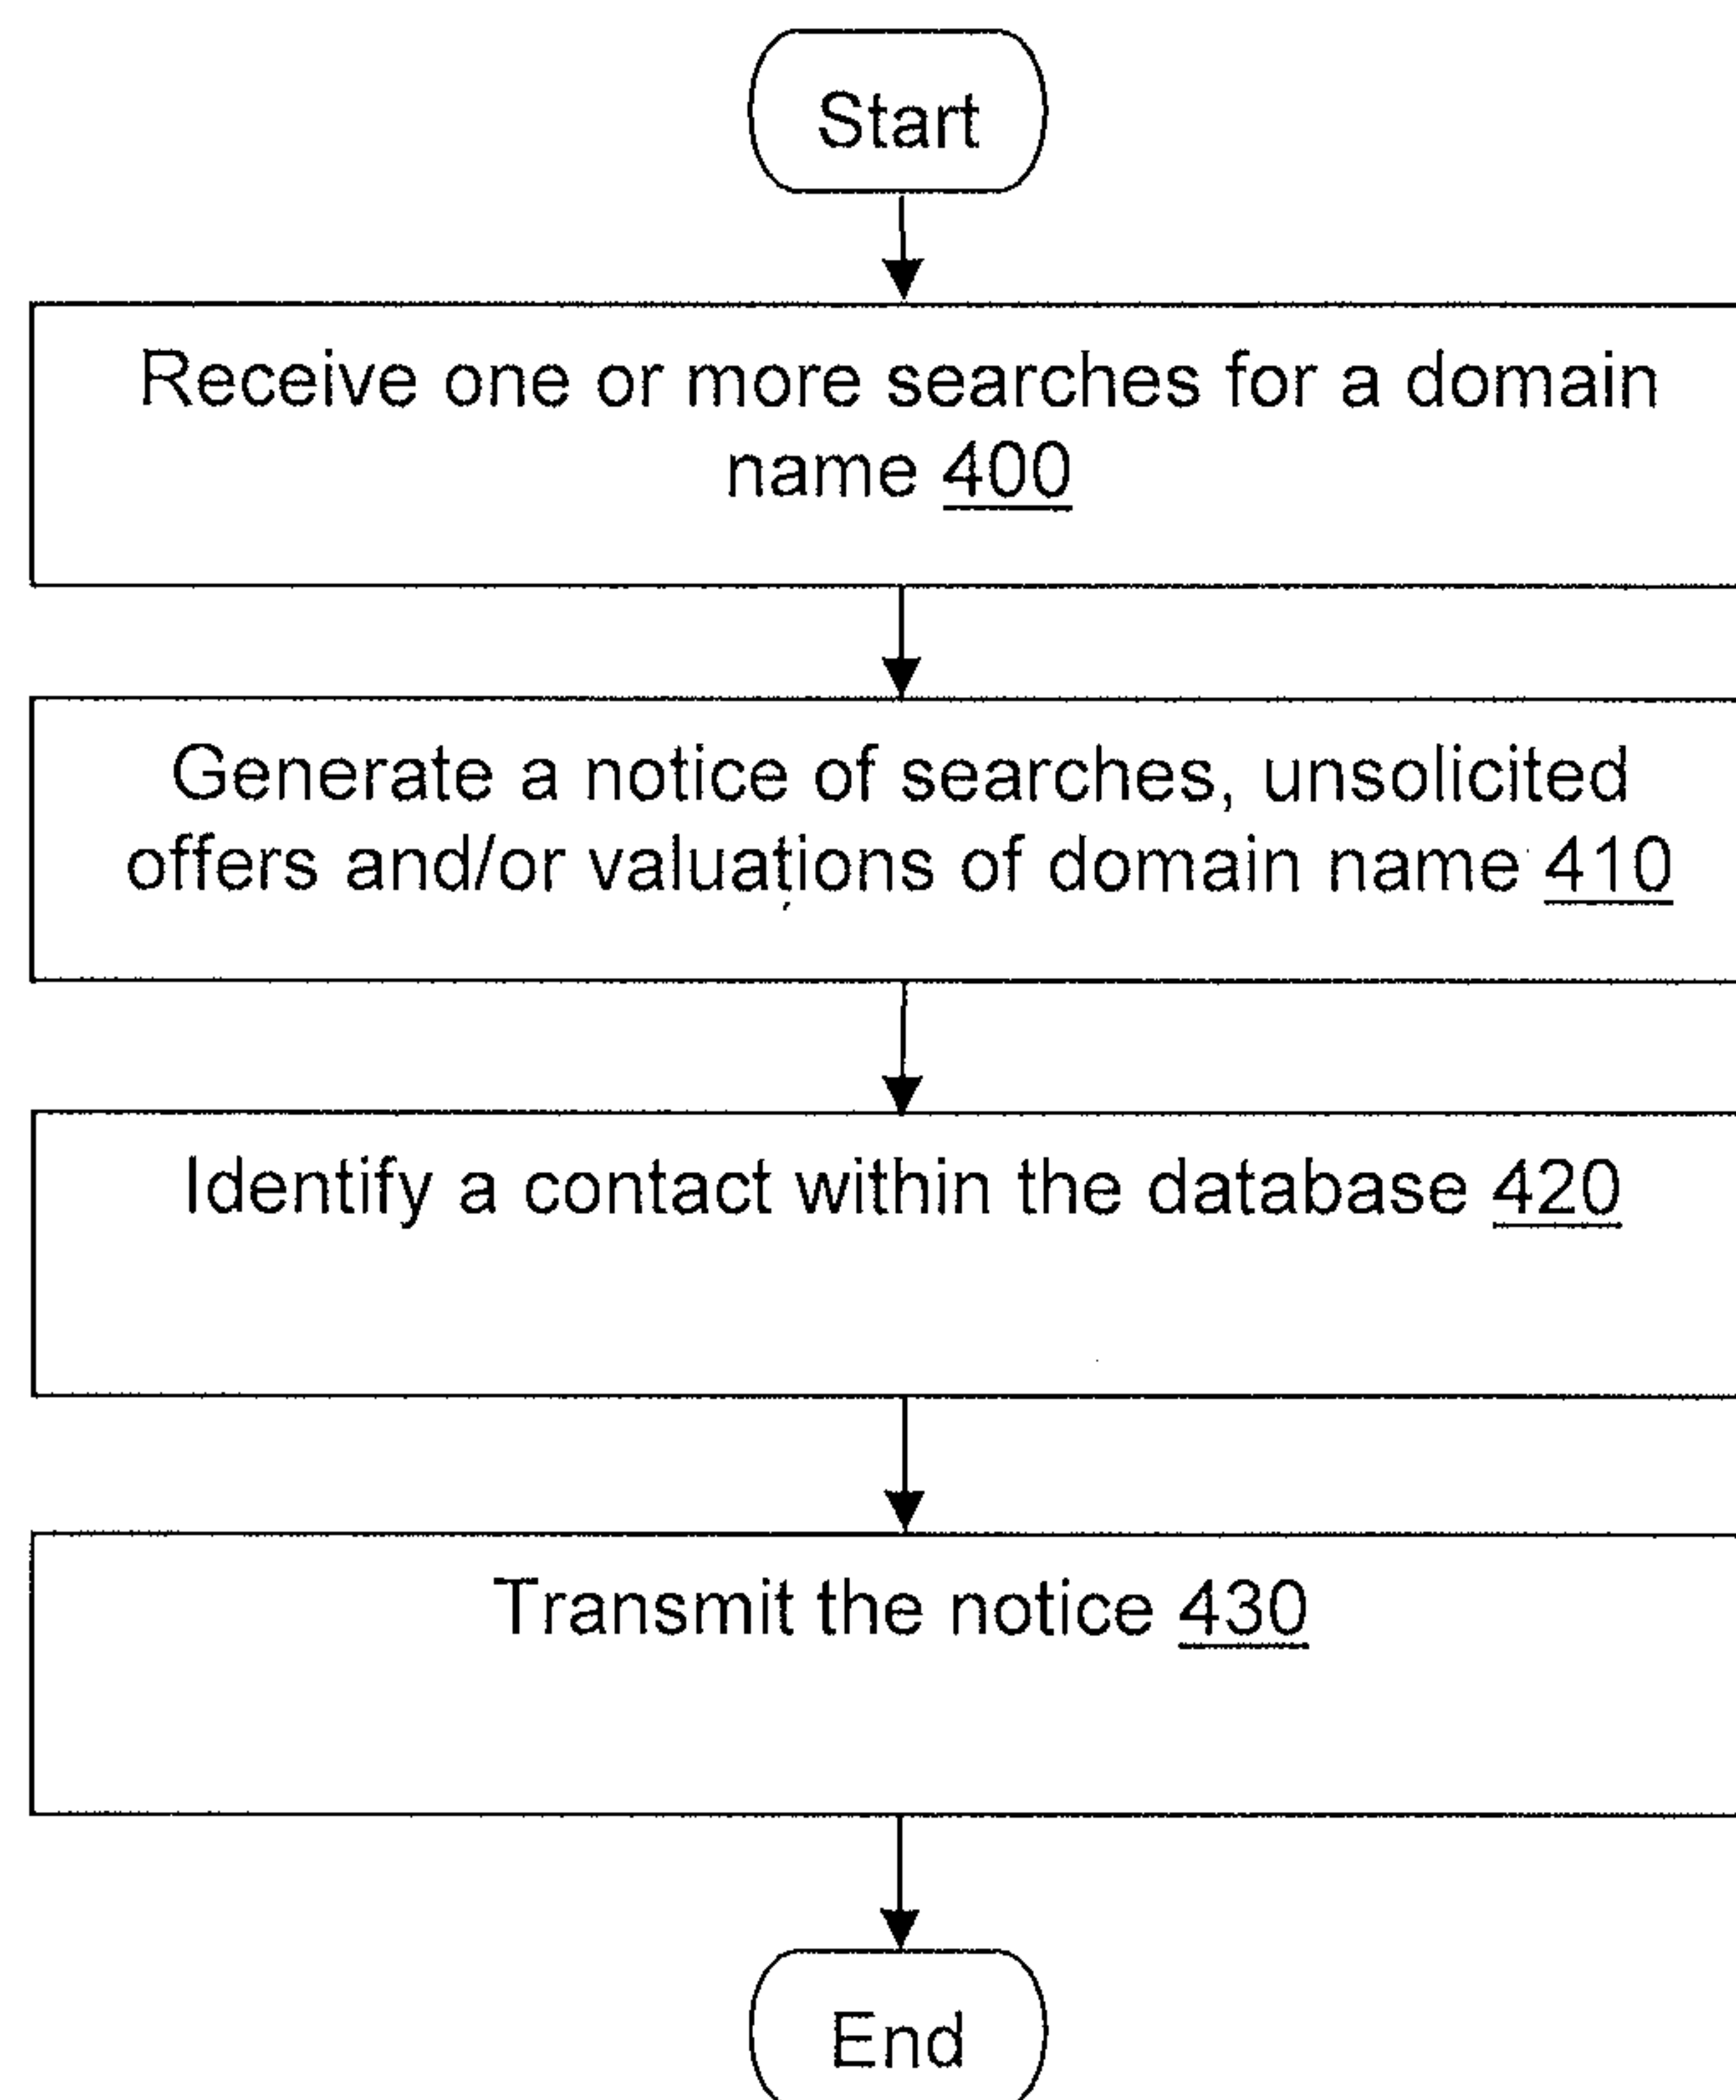 Start
Receive one or more searches for a domain
name 400
Generate a notice of searches, unsolicited
offers and/or valuations of domain name 410
Identify a contact within the database 420
Transmit the notice 430
End